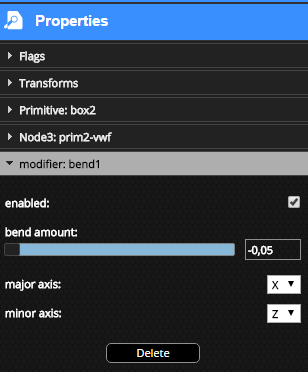 Properties
Flags
Transforms
Primitive: box2
Node3: prim2-vwf
modifier: bend1
enabled:
bend amount:
-0,05
major axis: X
minor axis: Z
Delete